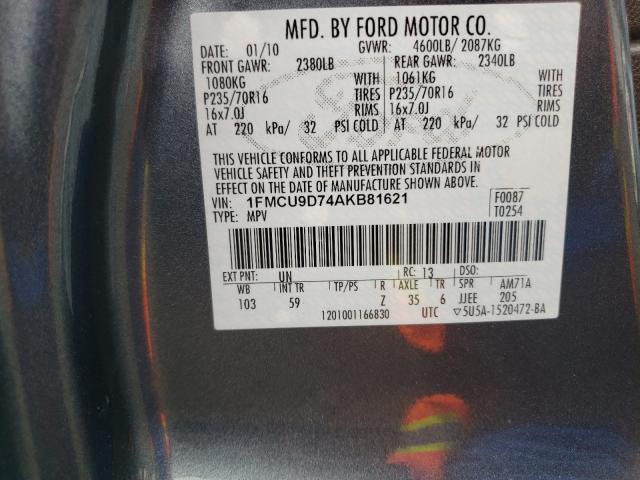 MFD. BY FORD MOTOR CO.
DATE: 01/10 GVWR: 4600LB/ 2087KG
FRONT GAWR: 2380LB REAR GAWR: 2340LB
1080KG WITH 1061KG WITH
P235/70R16 TIRES P235/70R16 TIRES
16x7.0J RIMS 16x7.0J RIMS
AT 220 kPa/ 32 PSI COLD AT 220 kPa/ 32 PSI COLD
THIS VEHICLE CONFORMS TO ALL APPLICABLE FEDERAL MOTOR
VEHICLE SAFETY AND THEFT PREVENTION STANDARDS IN
EFFECT ON THE DATE OF MANUFACTURE SHOWN ABOVE.
VIN: 1FMCU9D74AKB81621 F0087
TYPE: MPV T0254
EXT PNT: UN RC: 13 DSO:
WB INT TR TP/PS R AXLE TR SPR AM71A
103 59 Z 35 6 JJEE 205
1201001166830 UTC ▽5U5A-1520472-BA